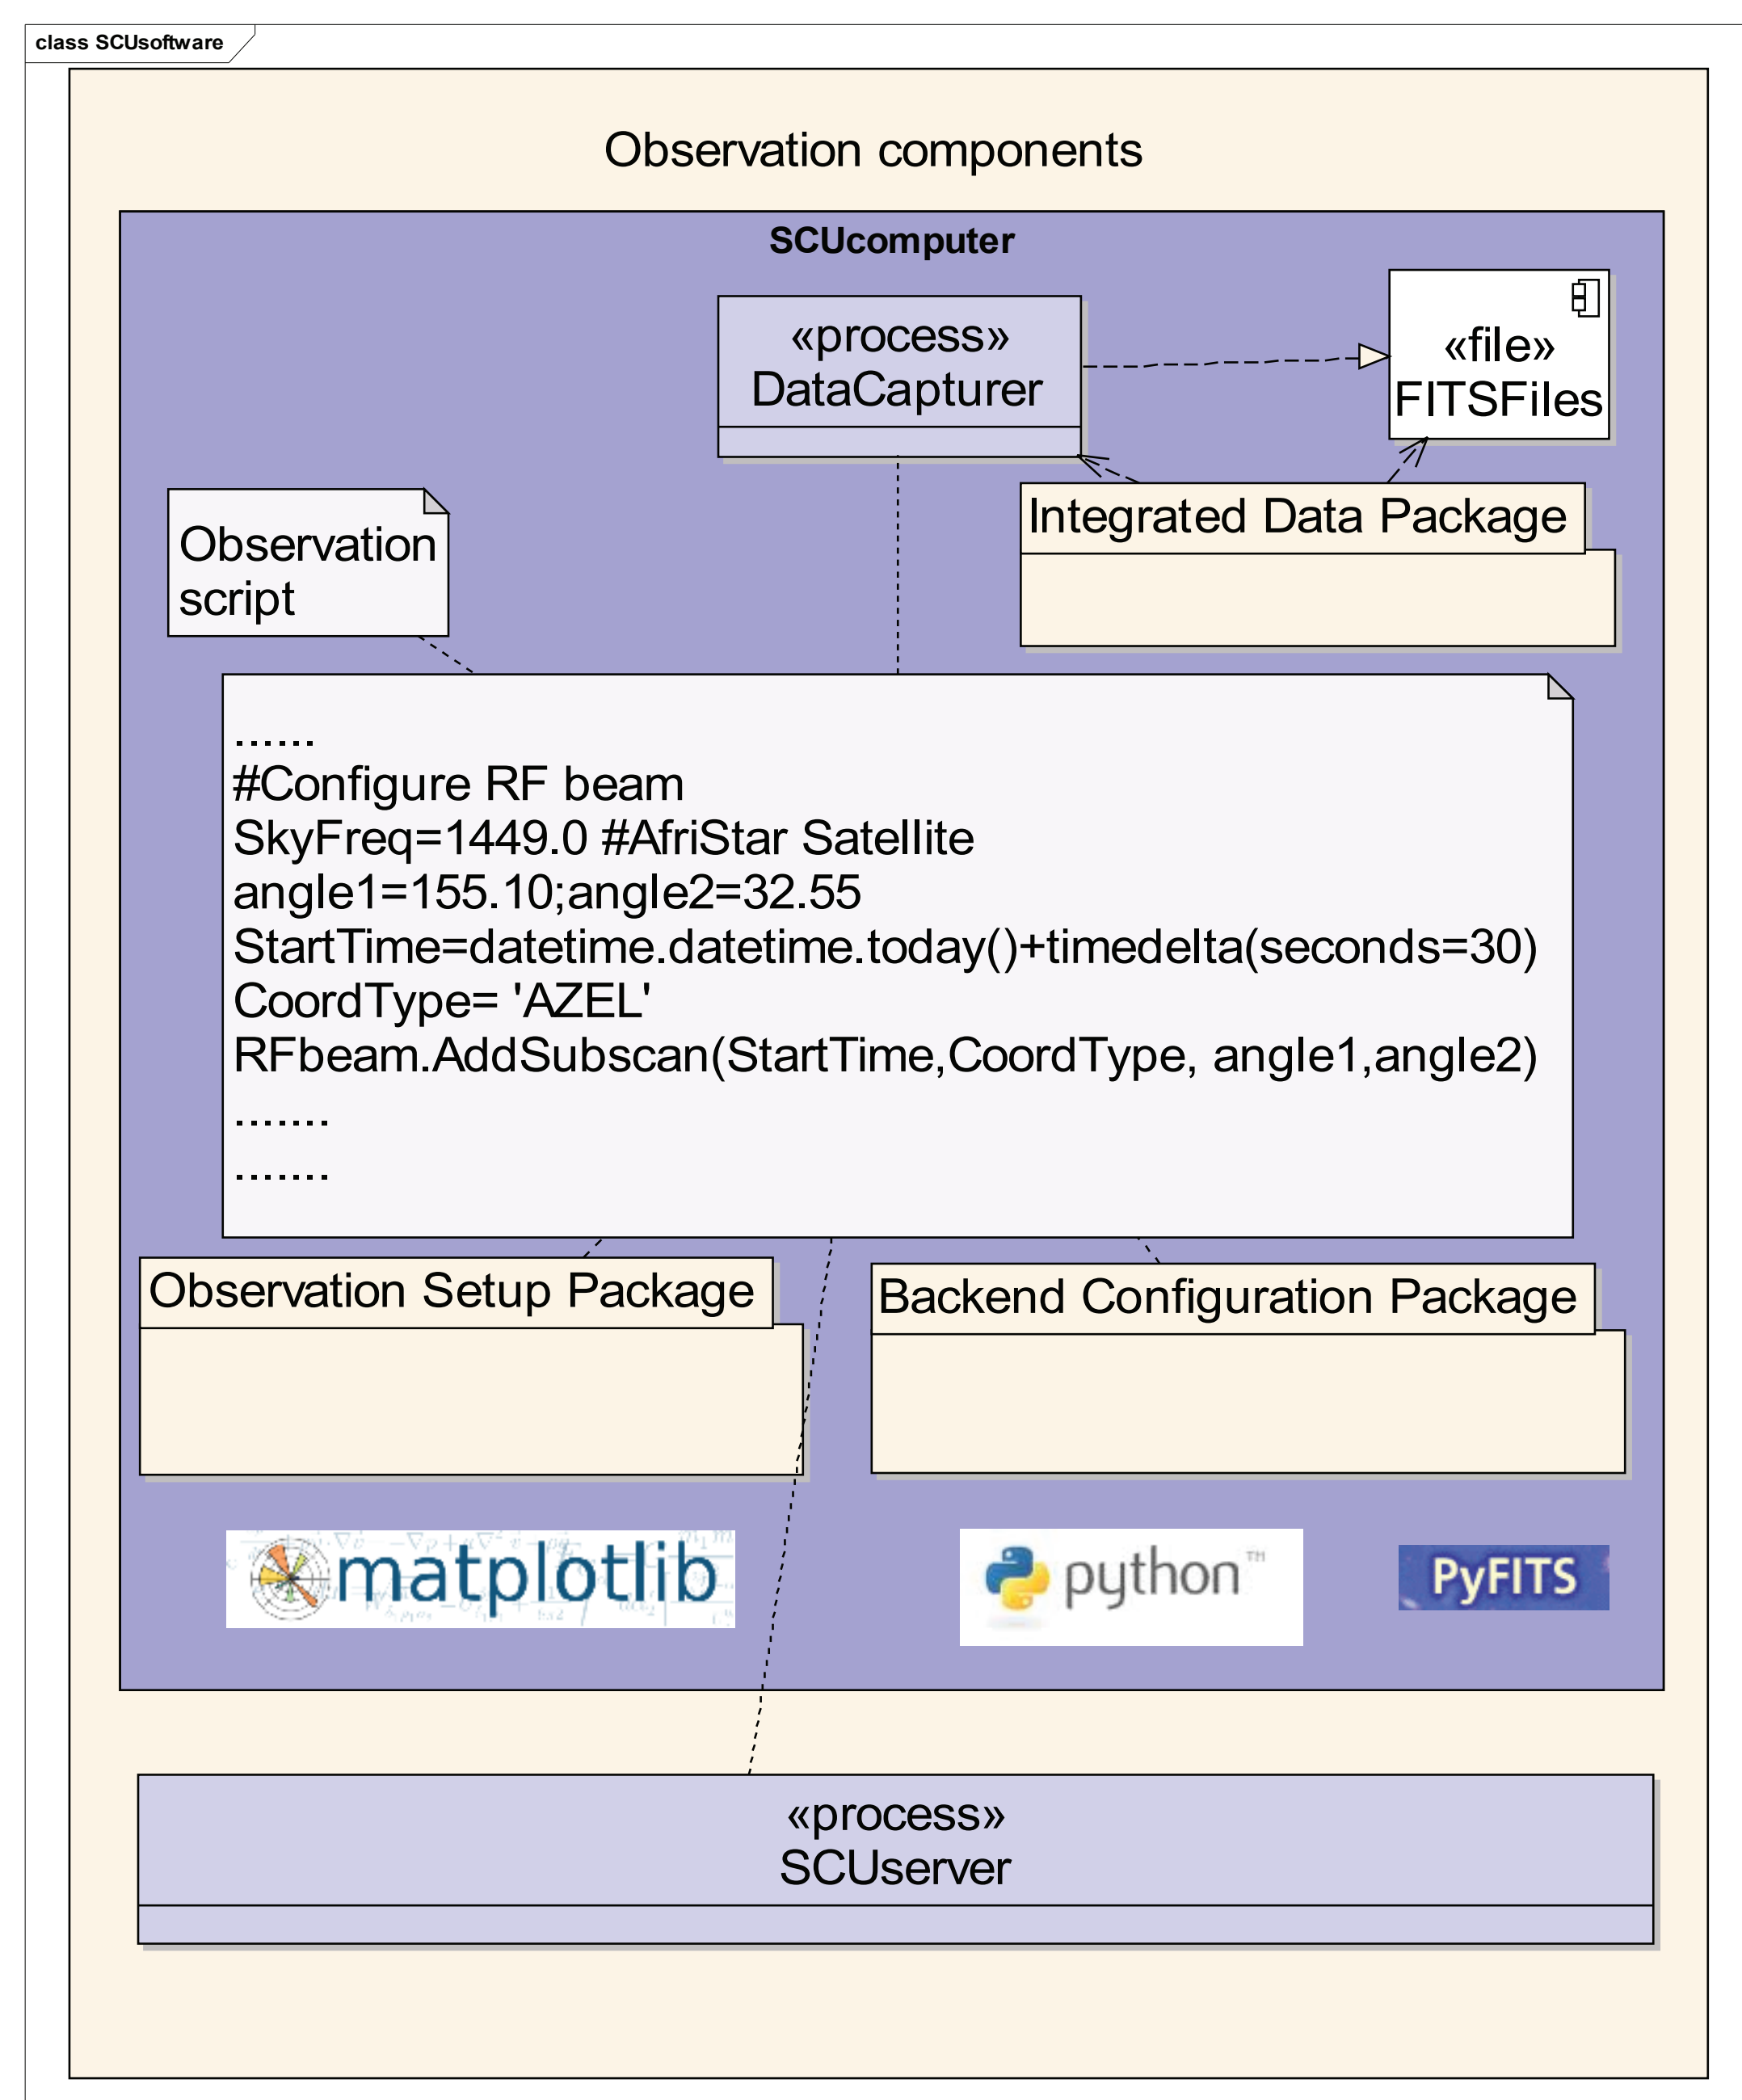 class SCUsoftware
Observation components
SCUcomputer
«process»
DataCapturer
«file»
FITSFiles
Integrated Data Package
Observation
script
......
#Configure RF beam
SkyFreq=1449.0 #AfriStar Satellite
angle1=155.10;angle2=32.55
StartTime=datetime.datetime.today()+timedelta(seconds=30)
CoordType= 'AZEL'
RFbeam.AddSubscan(StartTime,CoordType, angle1,angle2)
.......
.......
Observation Setup Package
Backend Configuration Package
matplotlib
python™
PyFITS
«process»
SCUserver